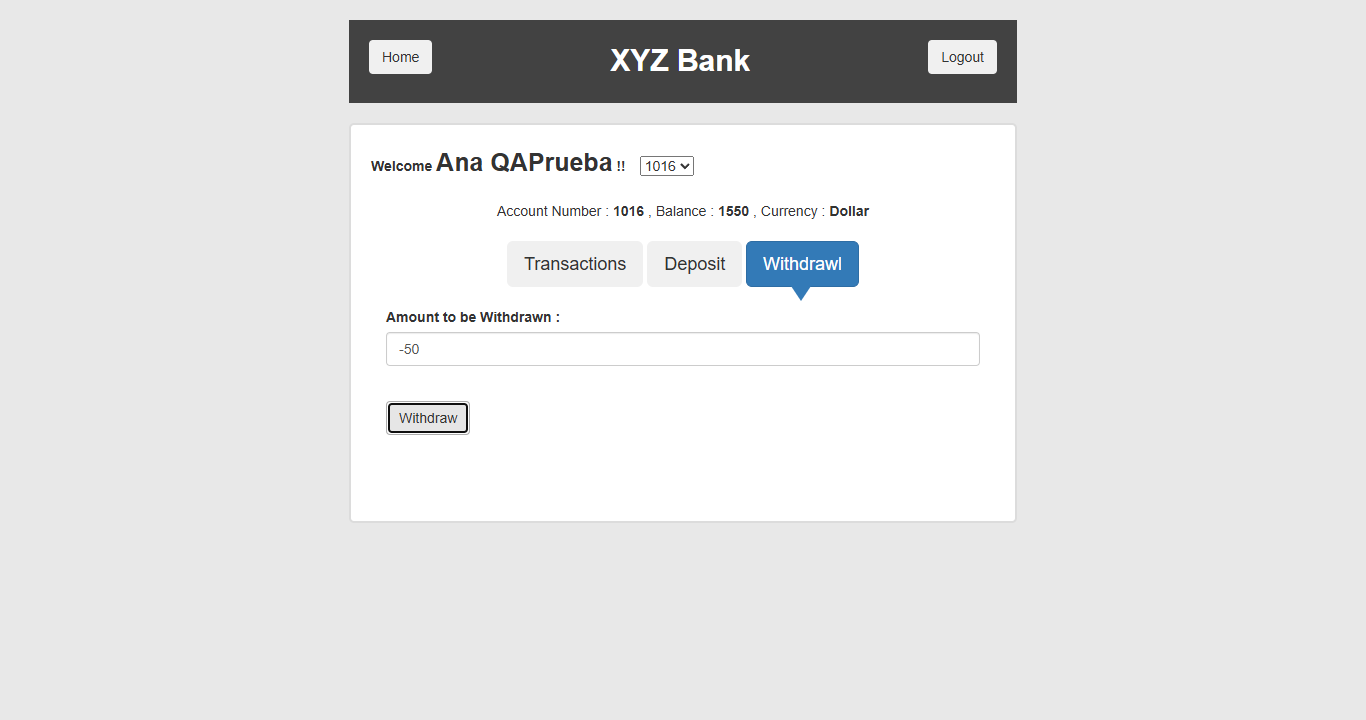 Home
XYZ Bank
Logout
Welcome Ana QAPrueba !! 1016
Account Number : 1016 , Balance : 1550 , Currency : Dollar
Transactions
Deposit
Withdrawl
Amount to be Withdrawn :
-50
Withdraw